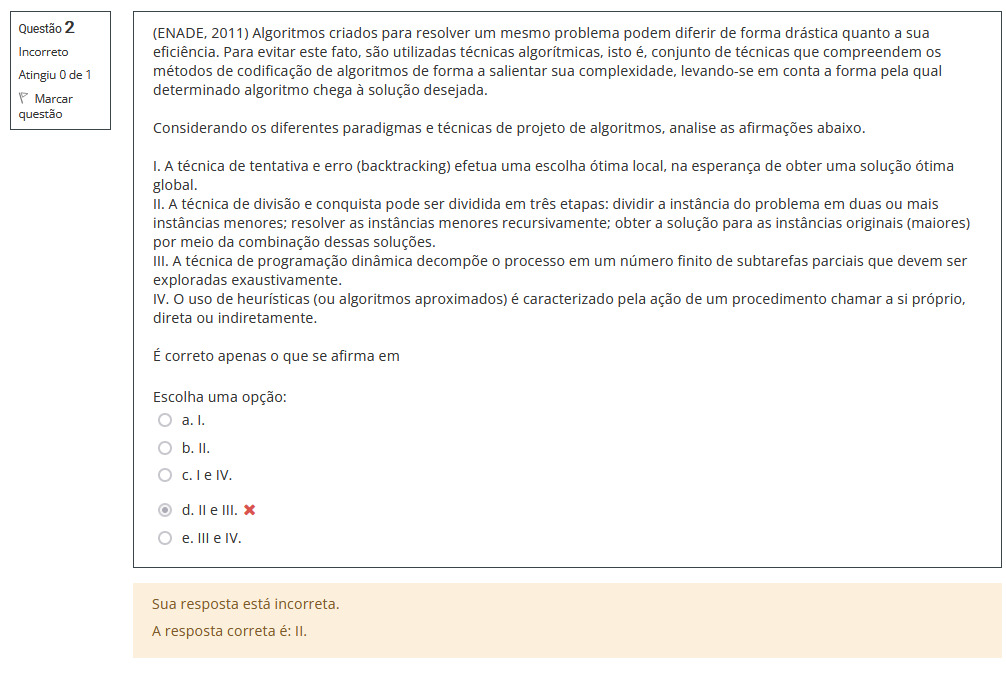 Questão 2
Incorreto
Atingiu 0 de 1
Marcar
questão
(ENADE, 2011) Algoritmos criados para resolver um mesmo problema podem diferir de forma drástica quanto a sua
eficiência. Para evitar este fato, são utilizadas técnicas algorítmicas, isto é, conjunto de técnicas que compreendem os
métodos de codificação de algoritmos de forma a salientar sua complexidade, levando-se em conta a forma pela qual
determinado algoritmo chega à solução desejada.
Considerando os diferentes paradigmas e técnicas de projeto de algoritmos, analise as afirmações abaixo.
I. A técnica de tentativa e erro (backtracking) efetua uma escolha ótima local, na esperança de obter uma solução ótima
global.
II. A técnica de divisão e conquista pode ser dividida em três etapas: dividir a instância do problema em duas ou mais
instâncias menores; resolver as instâncias menores recursivamente; obter a solução para as instâncias originais (maiores)
por meio da combinação dessas soluções.
III. A técnica de programação dinâmica decompõe o processo em um número finito de subtarefas parciais que devem ser
exploradas exaustivamente.
IV. O uso de heurísticas (ou algoritmos aproximados) é caracterizado pela ação de um procedimento chamar a si próprio,
direta ou indiretamente.
É correto apenas o que se afirma em
Escolha uma opção:
a. I.
b. II.
c. I e IV.
d. II e III.
e. III e IV.
Sua resposta está incorreta.
A resposta correta é: II.